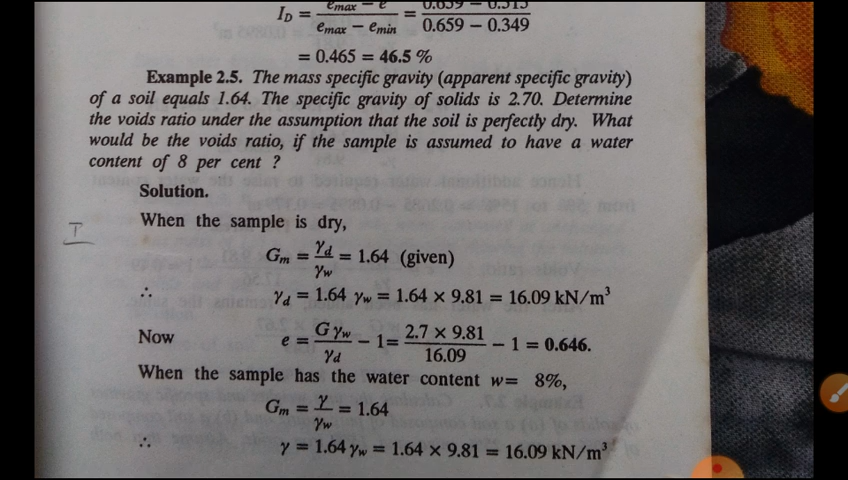 I_D = (e_max − e)/(e_max − e_min) = (0.659 − 0.515)/(0.659 − 0.349)
= 0.465 = 46.5 %
Example 2.5. The mass specific gravity (apparent specific gravity)
of a soil equals 1.64. The specific gravity of solids is 2.70. Determine
the voids ratio under the assumption that the soil is perfectly dry. What
would be the voids ratio, if the sample is assumed to have a water
content of 8 per cent ?
Solution.
When the sample is dry,
I
G_m = γ_d/γ_w = 1.64 (given)
∴ γ_d = 1.64 γ_w = 1.64 × 9.81 = 16.09 kN/m³
Now e = G γ_w/γ_d − 1= 2.7 × 9.81/16.09 − 1 = 0.646.
When the sample has the water content w= 8%,
G_m = γ/γ_w = 1.64
∴ γ = 1.64 γ_w = 1.64 × 9.81 = 16.09 kN/m³